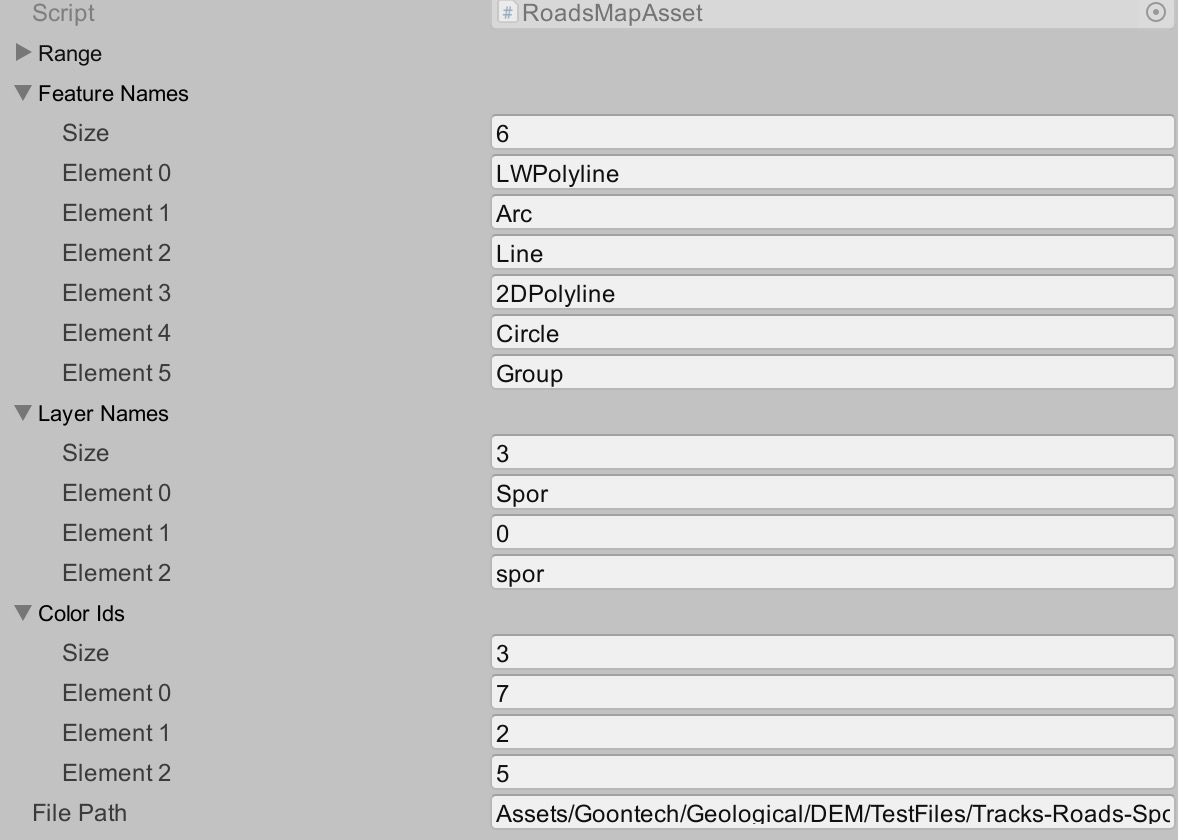 Script # RoadsMapAsset
Range
Feature Names
Size 6
Element 0 LWPolyline
Element 1 Arc
Element 2 Line
Element 3 2DPolyline
Element 4 Circle
Element 5 Group
Layer Names
Size 3
Element 0 Spor
Element 1 0
Element 2 spor
Color Ids
Size 3
Element 0 7
Element 1 2
Element 2 5
File Path Assets/Goontech/Geological/DEM/TestFiles/Tracks-Roads-Spo